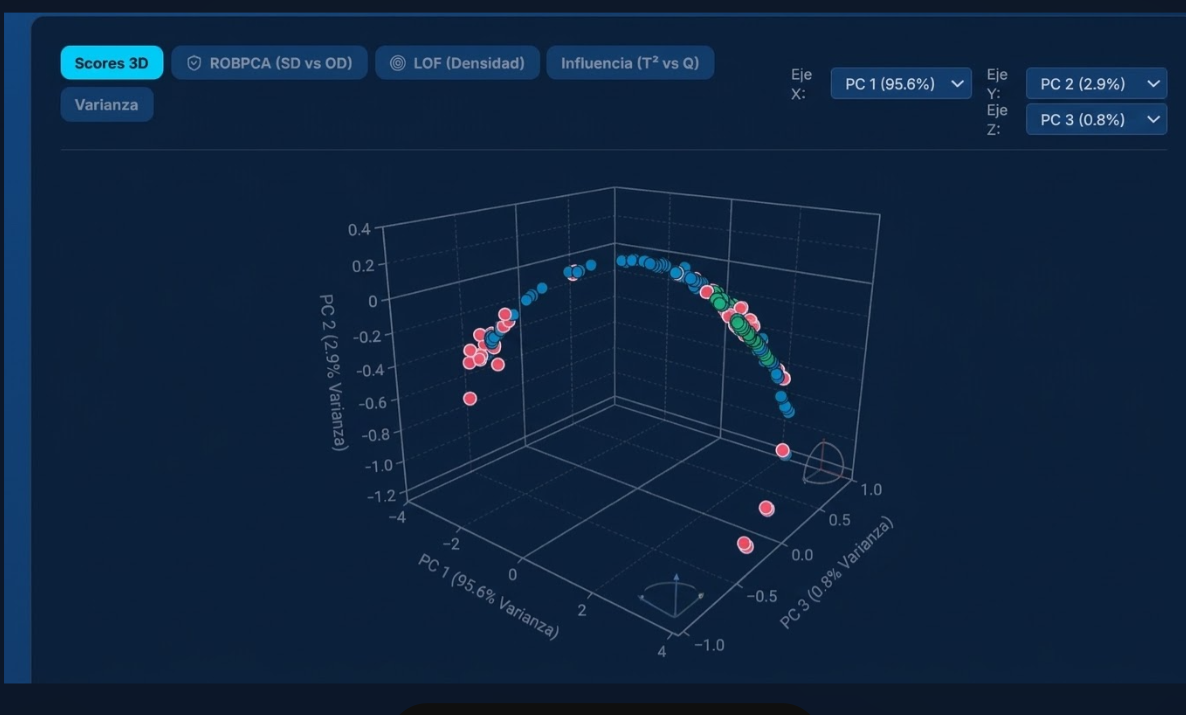 Scores 3D
ROBPCA (SD vs OD)
LOF (Densidad)
Influencia (T² vs Q)
Varianza
Eje X:
PC 1 (95.6%)
Eje Y:
PC 2 (2.9%)
Eje Z:
PC 3 (0.8%)
0.4
0.2
0
-0.2
-0.4
-0.6
-0.8
-1.0
-1.2
PC 2 (2.9% Varianza)
−4
−2
0
2
4
PC 1 (95.6% Varianza)
1.0
0.5
0.0
−0.5
−1.0
PC 3 (0.8% Varianza)